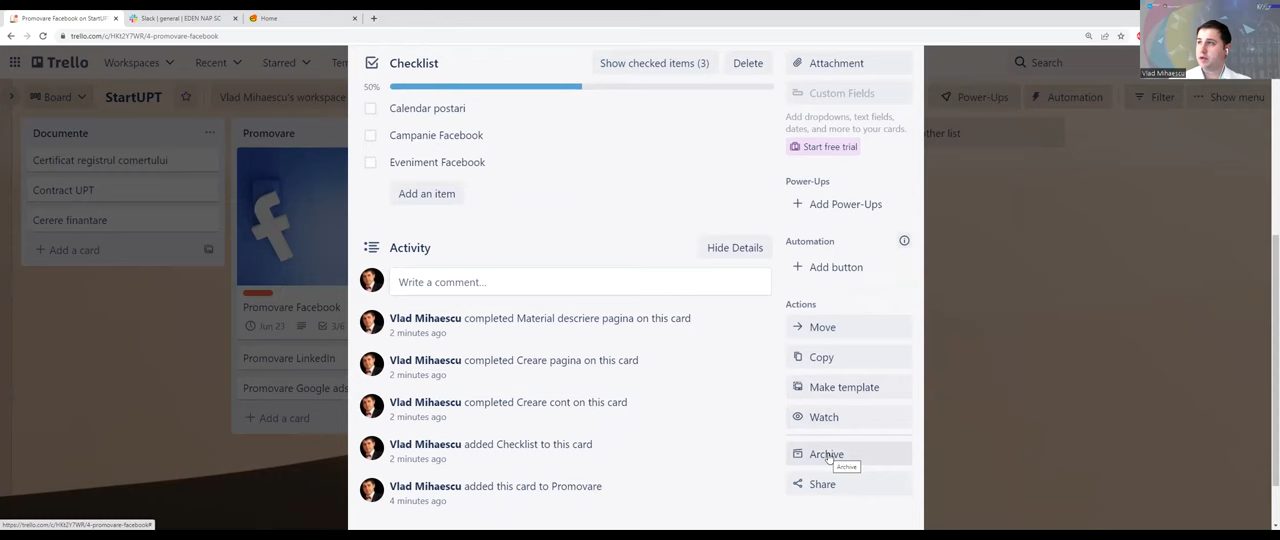 Promovare Facebook on StartUP
Slack | general | EDEN NAP SC
Home
trello.com/c/HKt2Y7WR/4-promovare-facebook
Vlad Mihaescu
Trello
Workspaces
Recent
Starred
Search
Board
StartUPT
Vlad Mihaescu's workspace
Power-Ups
Automation
Filter
Show menu
Documente
Certificat registrul comertului
Contract UPT
Cerere finantare
Add a card
Promovare
Promovare Facebook
Jun 23
3/6
Promovare LinkedIn
Promovare Google ads
Add a card
Checklist
Show checked items (3)
Delete
50%
Calendar postari
Campanie Facebook
Eveniment Facebook
Add an item
Activity
Hide Details
Write a comment...
Vlad Mihaescu completed Material descriere pagina on this card
2 minutes ago
Vlad Mihaescu completed Creare pagina on this card
2 minutes ago
Vlad Mihaescu completed Creare cont on this card
2 minutes ago
Vlad Mihaescu added Checklist to this card
2 minutes ago
Vlad Mihaescu added this card to Promovare
4 minutes ago
Attachment
Custom Fields
Add dropdowns, text fields,
dates, and more to your cards.
Start free trial
Power-Ups
Add Power-Ups
Automation
Add button
Actions
Move
Copy
Make template
Watch
Archive
Archive
Share
other list
https://trello.com/c/HKt2Y7WR/4-promovare-facebook#